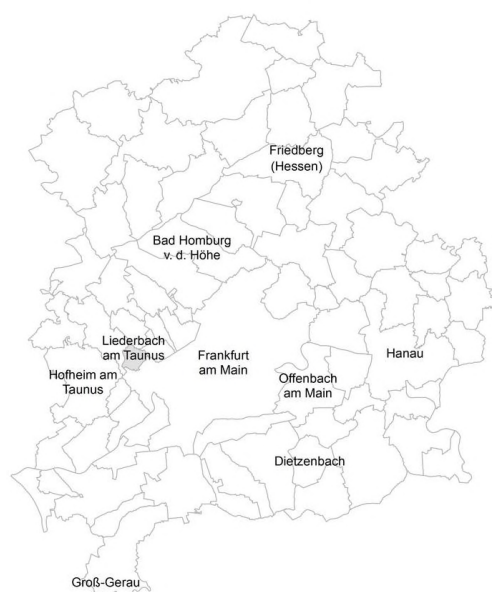 Friedberg
(Hessen)
Bad Homburg
v. d. Höhe
Liederbach
am Taunus
Frankfurt
am Main
Hanau
Hofheim am
Taunus
Offenbach
am Main
Dietzenbach
Groß-Gerau